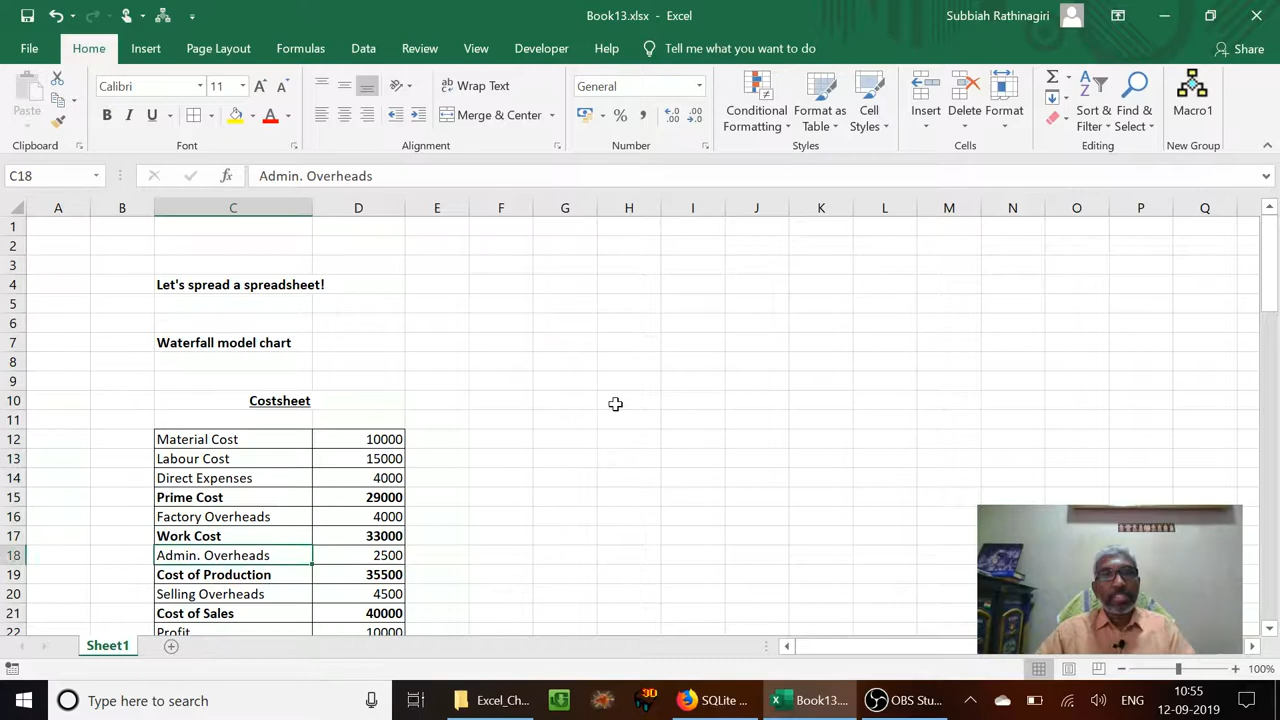 Book13.xlsx - Excel
Subbiah Rathinagiri
File Home Insert Page Layout Formulas Data Review View Developer Help Tell me what you want to do Share
Paste
Calibri 11
Wrap Text
General
Conditional Formatting
Format as Table
Cell Styles
Insert Delete Format
Sort & Filter
Find & Select
Macro1
B I U
Merge & Center
Clipboard Font Alignment Number Styles Cells Editing New Group
C18 fx Admin. Overheads
A B C D E F G H I J K L M N O P Q
1
2
3
4 Let's spread a spreadsheet!
5
6
7 Waterfall model chart
8
9
10 Costsheet
11
12 Material Cost 10000
13 Labour Cost 15000
14 Direct Expenses 4000
15 Prime Cost 29000
16 Factory Overheads 4000
17 Work Cost 33000
18 Admin. Overheads 2500
19 Cost of Production 35500
20 Selling Overheads 4500
21 Cost of Sales 40000
22 Profit 10000
Sheet1
100%
Type here to search
Excel_Ch...
3D
SQLite ...
Book13....
OBS Stu...
ENG
10:55
12-09-2019